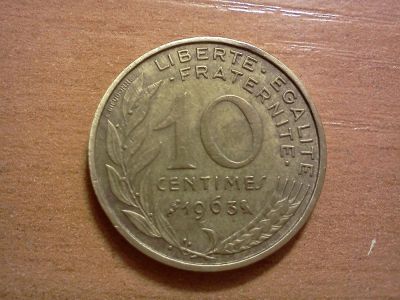 LIBERTE · EGALITE
· FRATERNITE ·
10
CENTIMES
1963